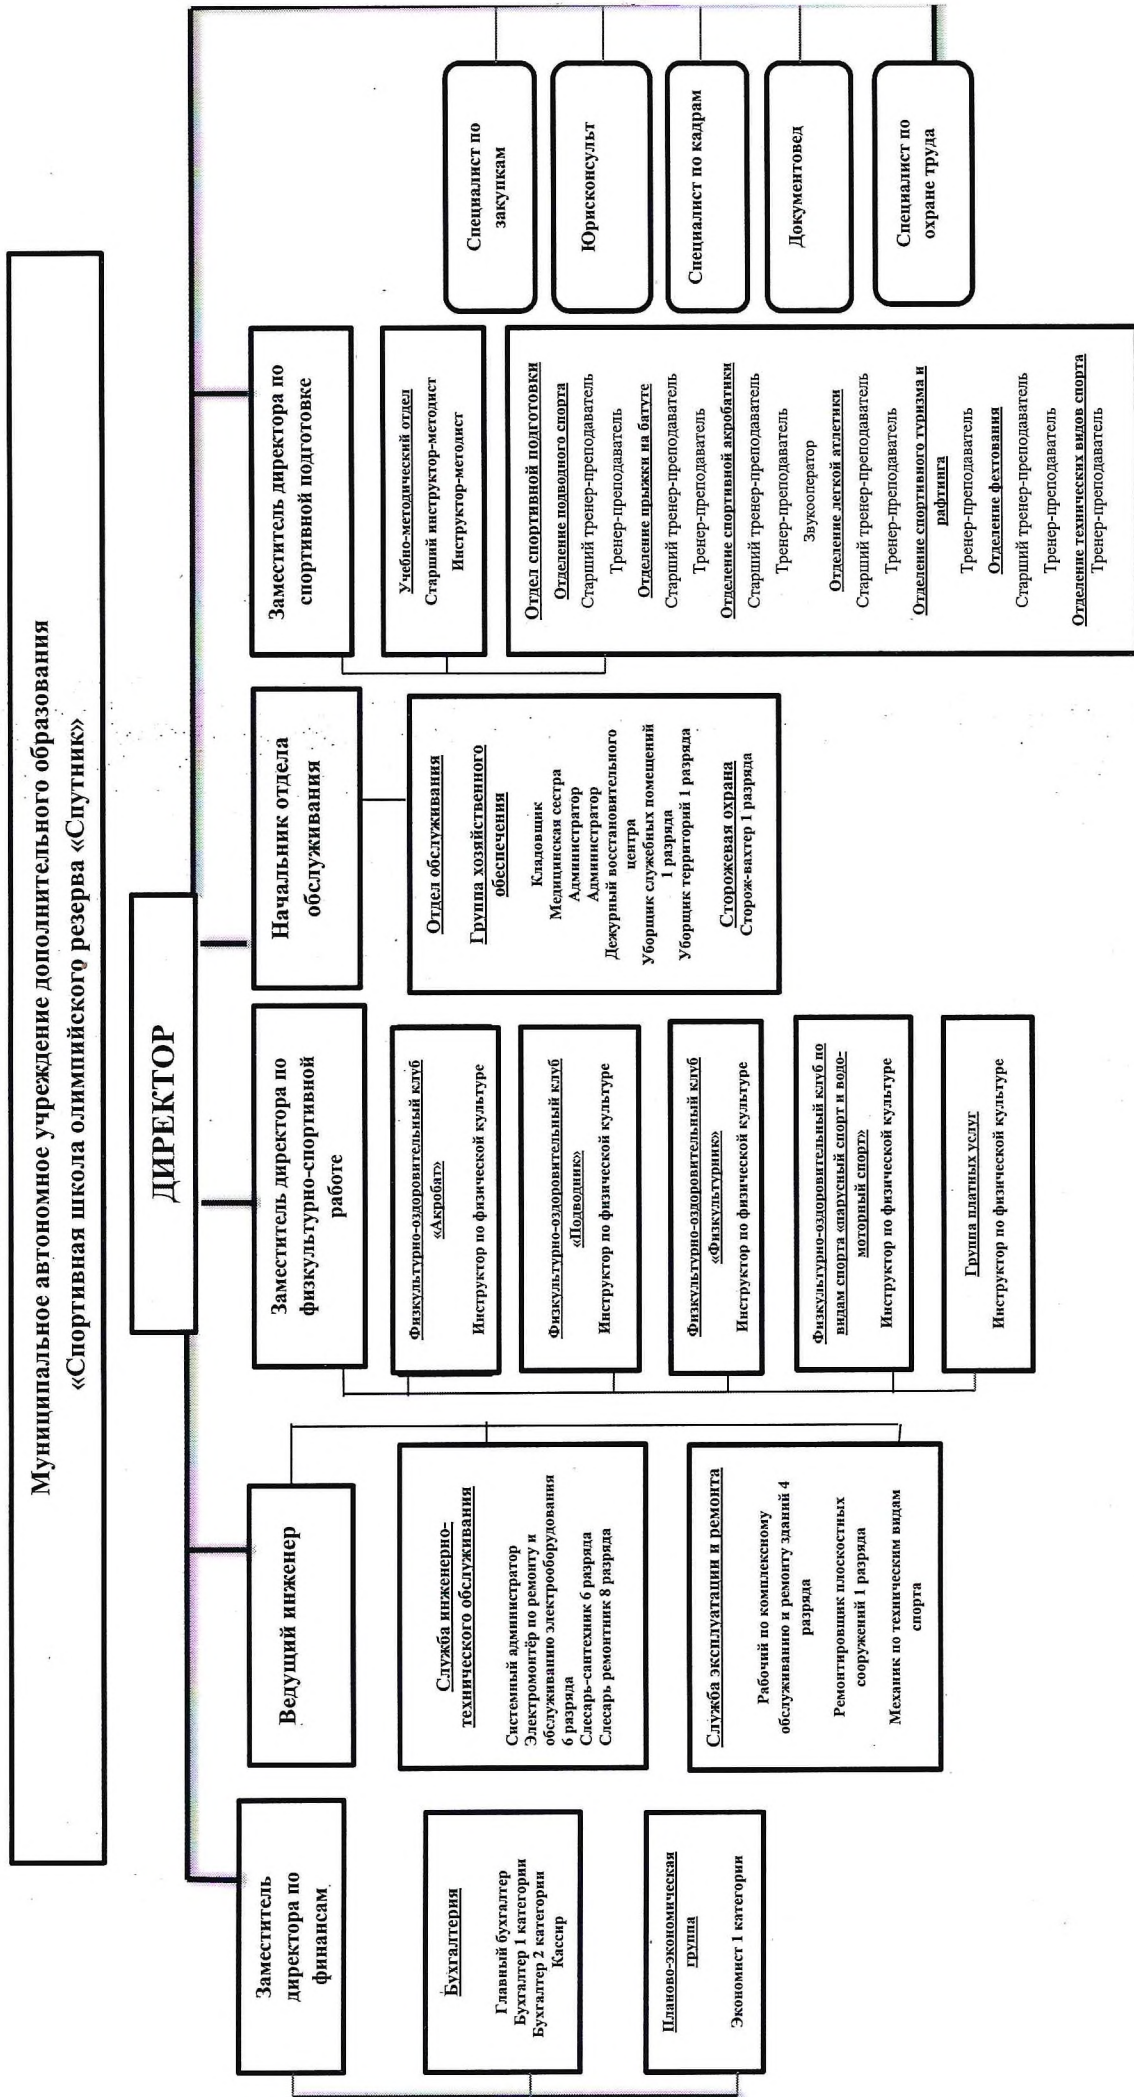 Муниципальное автономное учреждение дополнительного образования
«Спортивная школа олимпийского резерва «Спутник»
ДИРЕКТОР
Заместитель
директора по
финансам
Бухгалтерия
Главный бухгалтер
Бухгалтер 1 категории
Бухгалтер 2 категории
Кассир
Планово-экономическая
группа
Экономист 1 категории
Ведущий инженер
Служба инженерно-
технического обслуживания
Системный администратор
Электромонтёр по ремонту и
обслуживанию электрооборудования
6 разряда
Слесарь-сантехник 6 разряда
Слесарь ремонтник 8 разряда
Служба эксплуатации и ремонта
Рабочий по комплексному
обслуживанию и ремонту зданий 4
разряда
Ремонтировщик плоскостных
сооружений 1 разряда
Механик по техническим видам
спорта
Заместитель директора по
физкультурно-спортивной
работе
Физкультурно-оздоровительный клуб
«Акробат»
Инструктор по физической культуре
Физкультурно-оздоровительный клуб
«Подводник»
Инструктор по физической культуре
Физкультурно-оздоровительный клуб
«Физкультурник»
Инструктор по физической культуре
Физкультурно-оздоровительный клуб по
видам спорта «парусный спорт и водо-
моторный спорт»
Инструктор по физической культуре
Группа платных услуг
Инструктор по физической культуре
Начальник отдела
обслуживания
Отдел обслуживания
Группа хозяйственного
обеспечения
Кладовщик
Медицинская сестра
Администратор
Администратор
Дежурный восстановительного
центра
Уборщик служебных помещений
1 разряда
Уборщик территорий 1 разряда
Сторожевая охрана
Сторож-вахтер 1 разряда
Заместитель директора по
спортивной подготовке
Учебно-методический отдел
Старший инструктор-методист
Инструктор-методист
Отдел спортивной подготовки
Отделение подводного спорта
Старший тренер-преподаватель
Тренер-преподаватель
Отделение прыжки на батуте
Старший тренер-преподаватель
Тренер-преподаватель
Отделение спортивной акробатики
Старший тренер-преподаватель
Тренер-преподаватель
Звукооператор
Отделение легкой атлетики
Старший тренер-преподаватель
Тренер-преподаватель
Отделение спортивного туризма и
рафтинга
Тренер-преподаватель
Отделение фехтования
Старший тренер-преподаватель
Тренер-преподаватель
Отделение технических видов спорта
Тренер-преподаватель
Специалист по
закупкам
Юрисконсульт
Специалист по кадрам
Документовед
Специалист по
охране труда